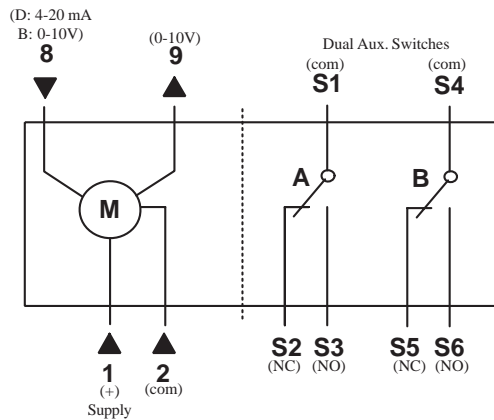 (D: 4-20 mA
B: 0-10V)
8
(0-10V)
9
Dual Aux. Switches
(com)
S1
(com)
S4
A
B
M
1
(+)
Supply
2
(com)
S2
(NC)
S3
(NO)
S5
(NC)
S6
(NO)